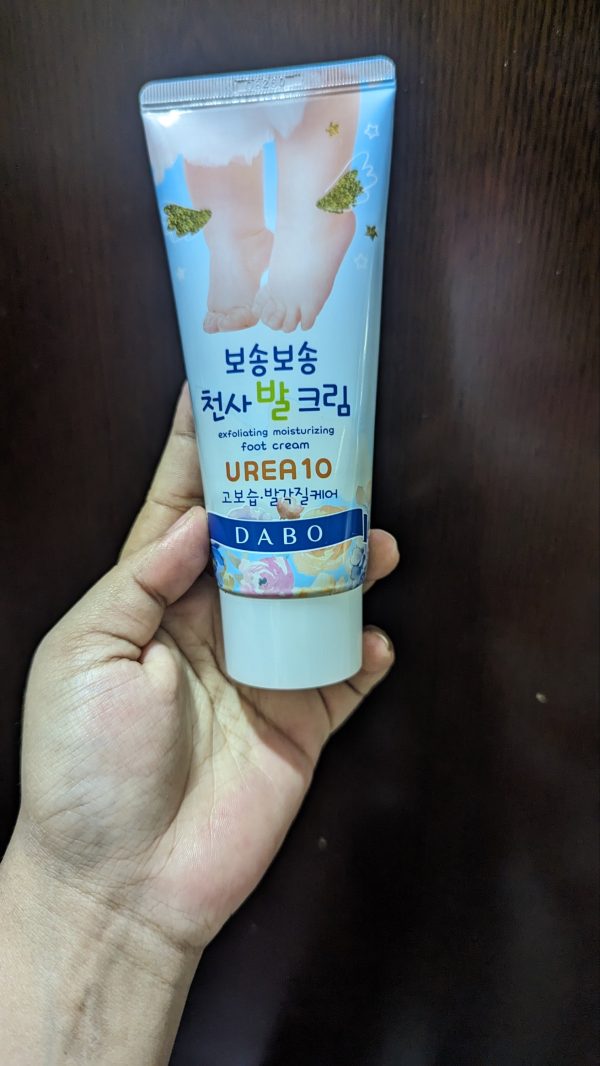 보송보송
천사 발 크림
exfoliating moisturizing
foot cream
UREA10
고보습·발각질케어
DABO